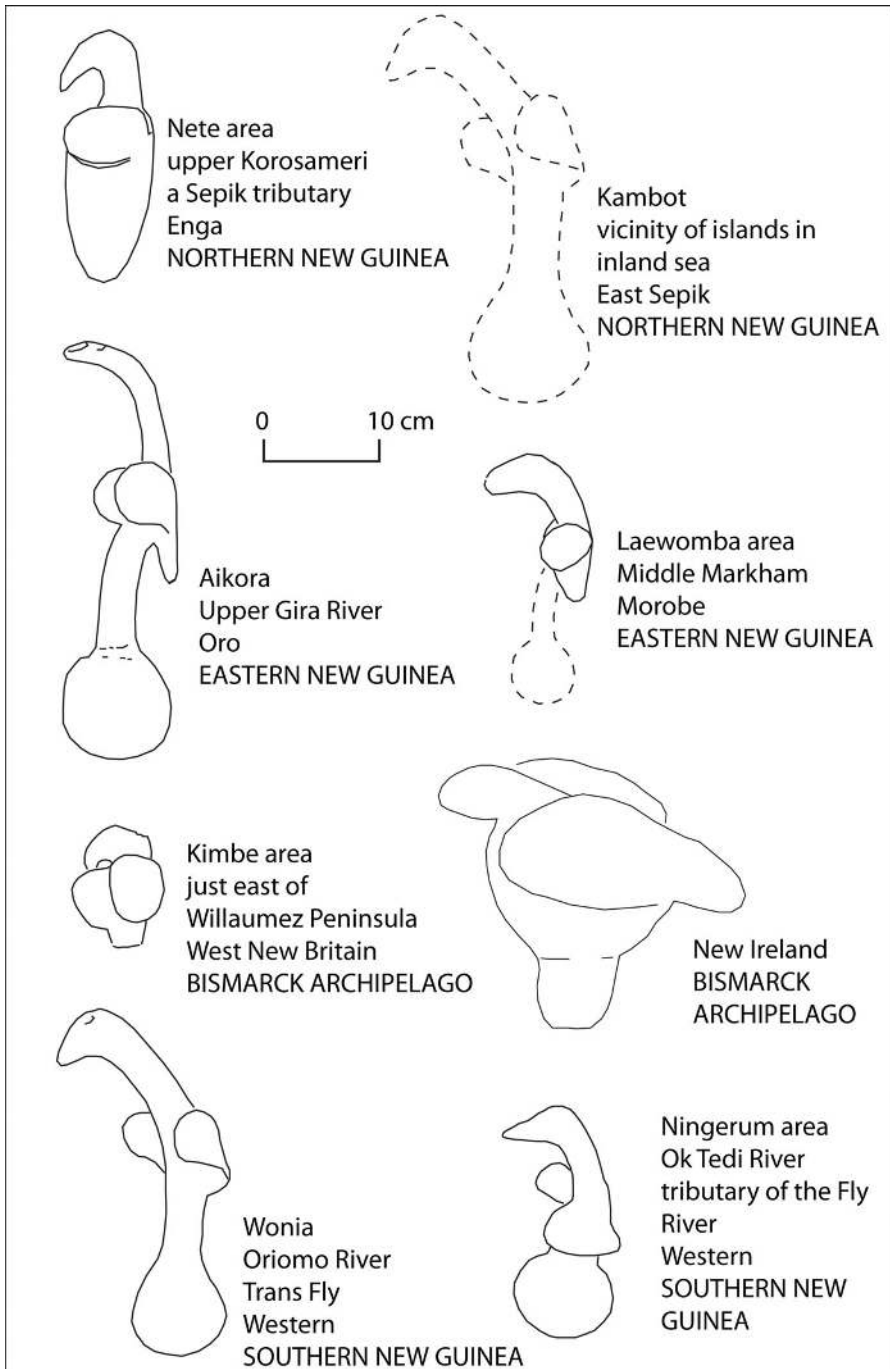 Nete area
upper Korosameri
a Sepik tributary
Enga
NORTHERN NEW GUINEA
Kambot
vicinity of islands in
inland sea
East Sepik
NORTHERN NEW GUINEA
0 10 cm
Aikora
Upper Gira River
Oro
EASTERN NEW GUINEA
Laewomba area
Middle Markham
Morobe
EASTERN NEW GUINEA
Kimbe area
just east of
Willaumez Peninsula
West New Britain
BISMARCK ARCHIPELAGO
New Ireland
BISMARCK
ARCHIPELAGO
Wonia
Oriomo River
Trans Fly
Western
SOUTHERN NEW GUINEA
Ningerum area
Ok Tedi River
tributary of the Fly
River
Western
SOUTHERN NEW
GUINEA